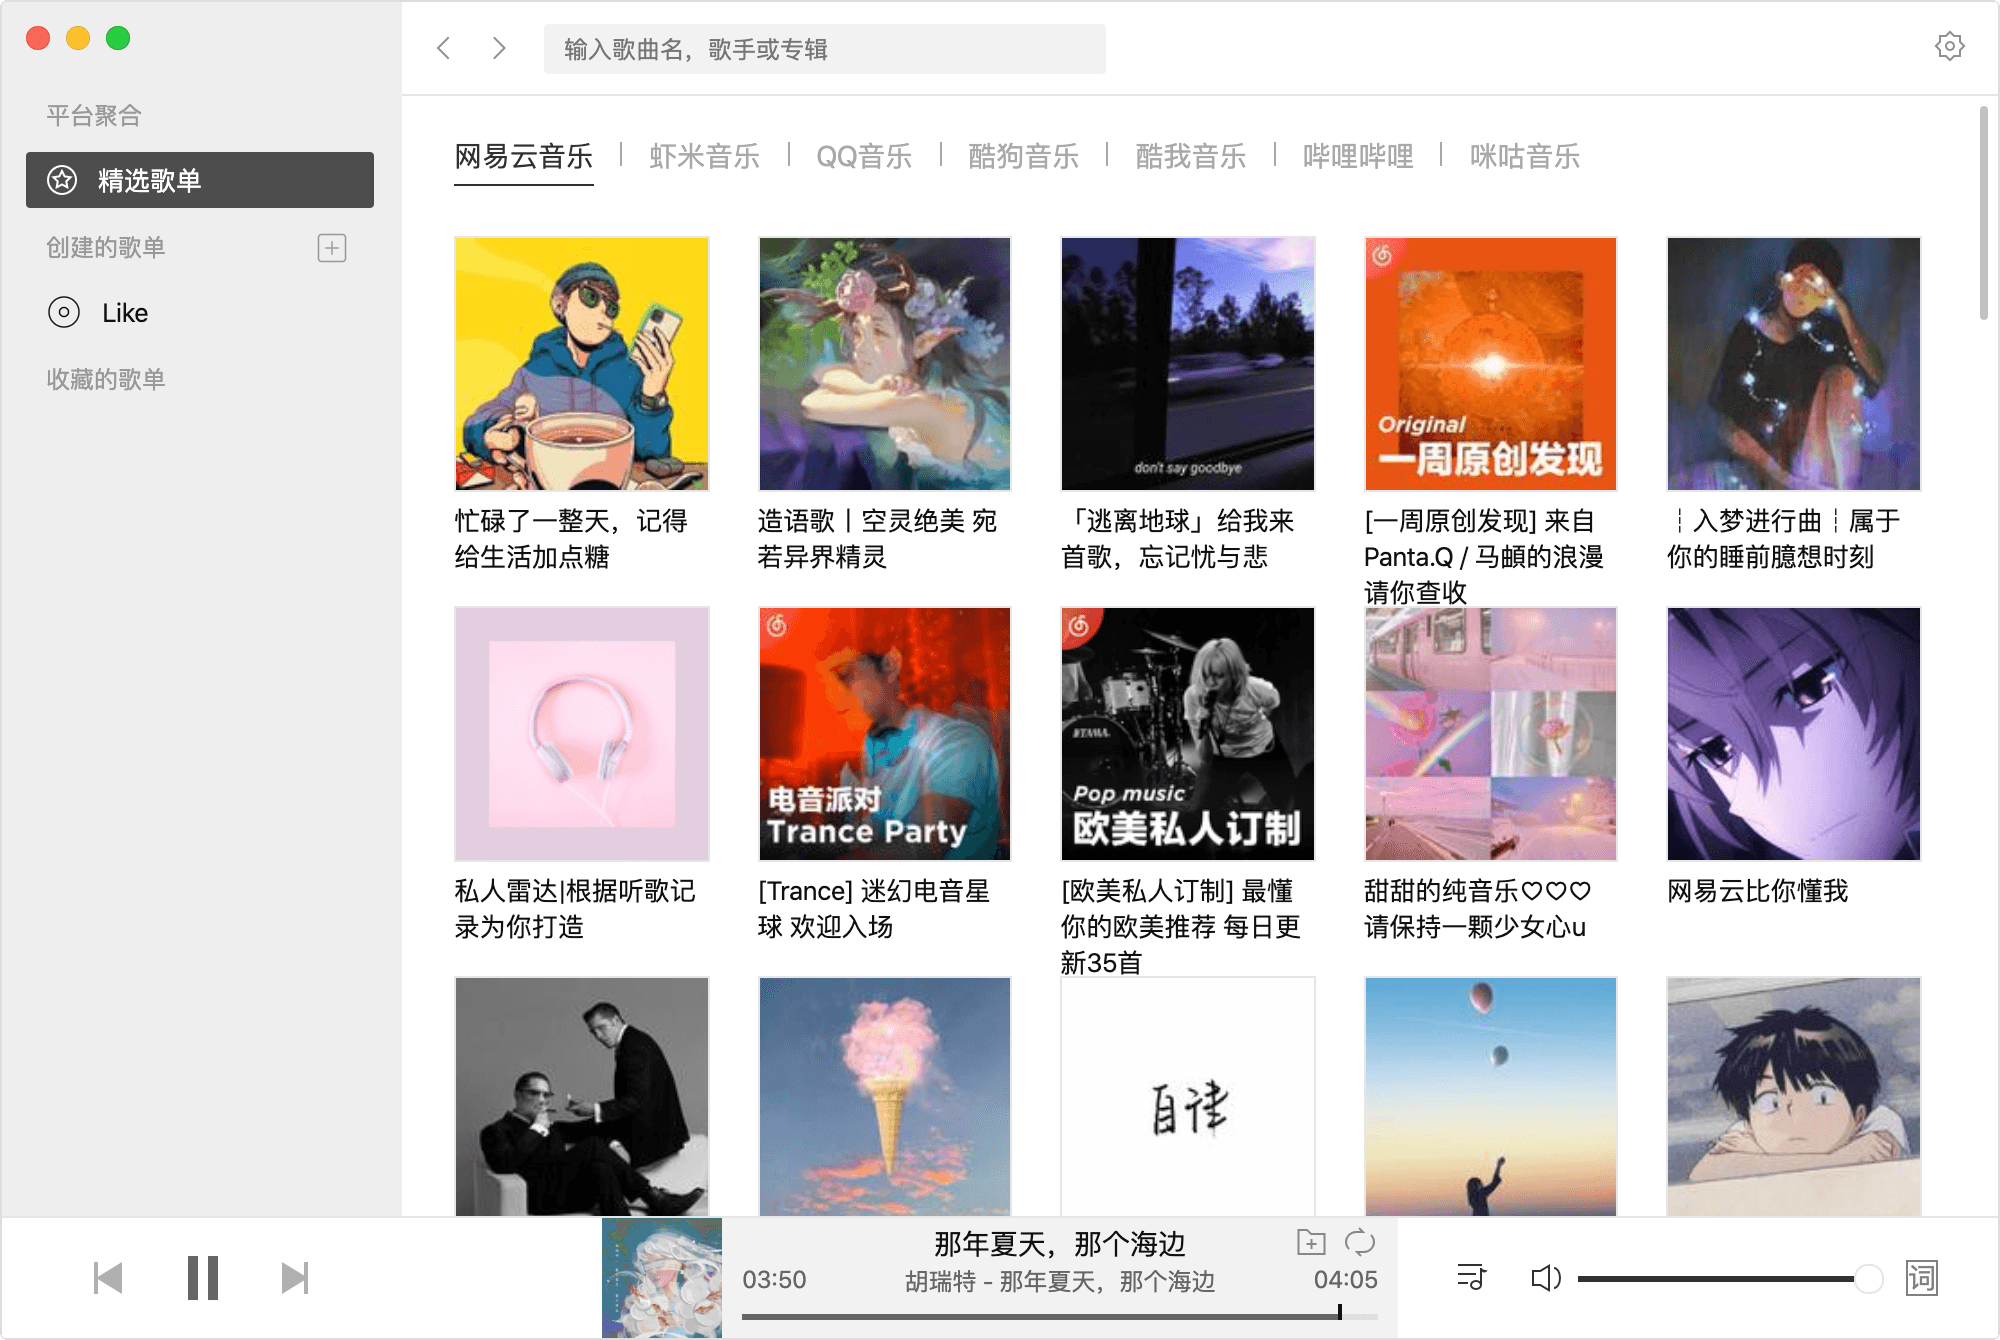 输入歌曲名，歌手或专辑
平台聚合
精选歌单
创建的歌单
Like
收藏的歌单
网易云音乐 | 虾米音乐 | QQ音乐 | 酷狗音乐 | 酷我音乐 | 哔哩哔哩 | 咪咕音乐
don't say goodbye
Original
一周原创发现
忙碌了一整天，记得
给生活加点糖
造语歌丨空灵绝美 宛
若异界精灵
「逃离地球」给我来
首歌，忘记忧与悲
[一周原创发现] 来自
Panta.Q / 马頔的浪漫
请你查收
┊入梦进行曲┊属于
你的睡前臆想时刻
电音派对
Trance Party
TAMA
Pop music
欧美私人订制
私人雷达|根据听歌记
录为你打造
[Trance] 迷幻电音星
球 欢迎入场
[欧美私人订制] 最懂
你的欧美推荐 每日更
新35首
甜甜的纯音乐♡♡♡
请保持一颗少女心u
网易云比你懂我
自律
那年夏天，那个海边
03:50
胡瑞特 - 那年夏天，那个海边
04:05
词